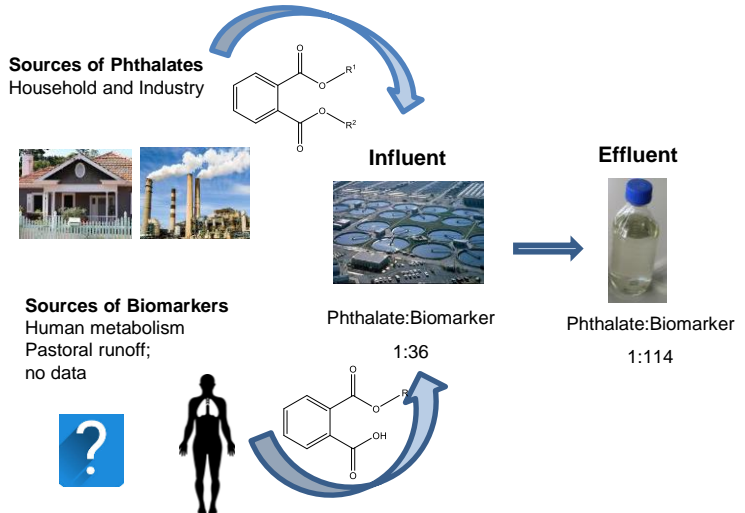 Sources of Phthalates
Household and Industry
O
R1
O
O
R2
O
Influent
Effluent
Sources of Biomarkers
Human metabolism
Pastoral runoff;
no data
Phthalate:Biomarker
1:36
Phthalate:Biomarker
1:114
?
O
R
O
OH
O